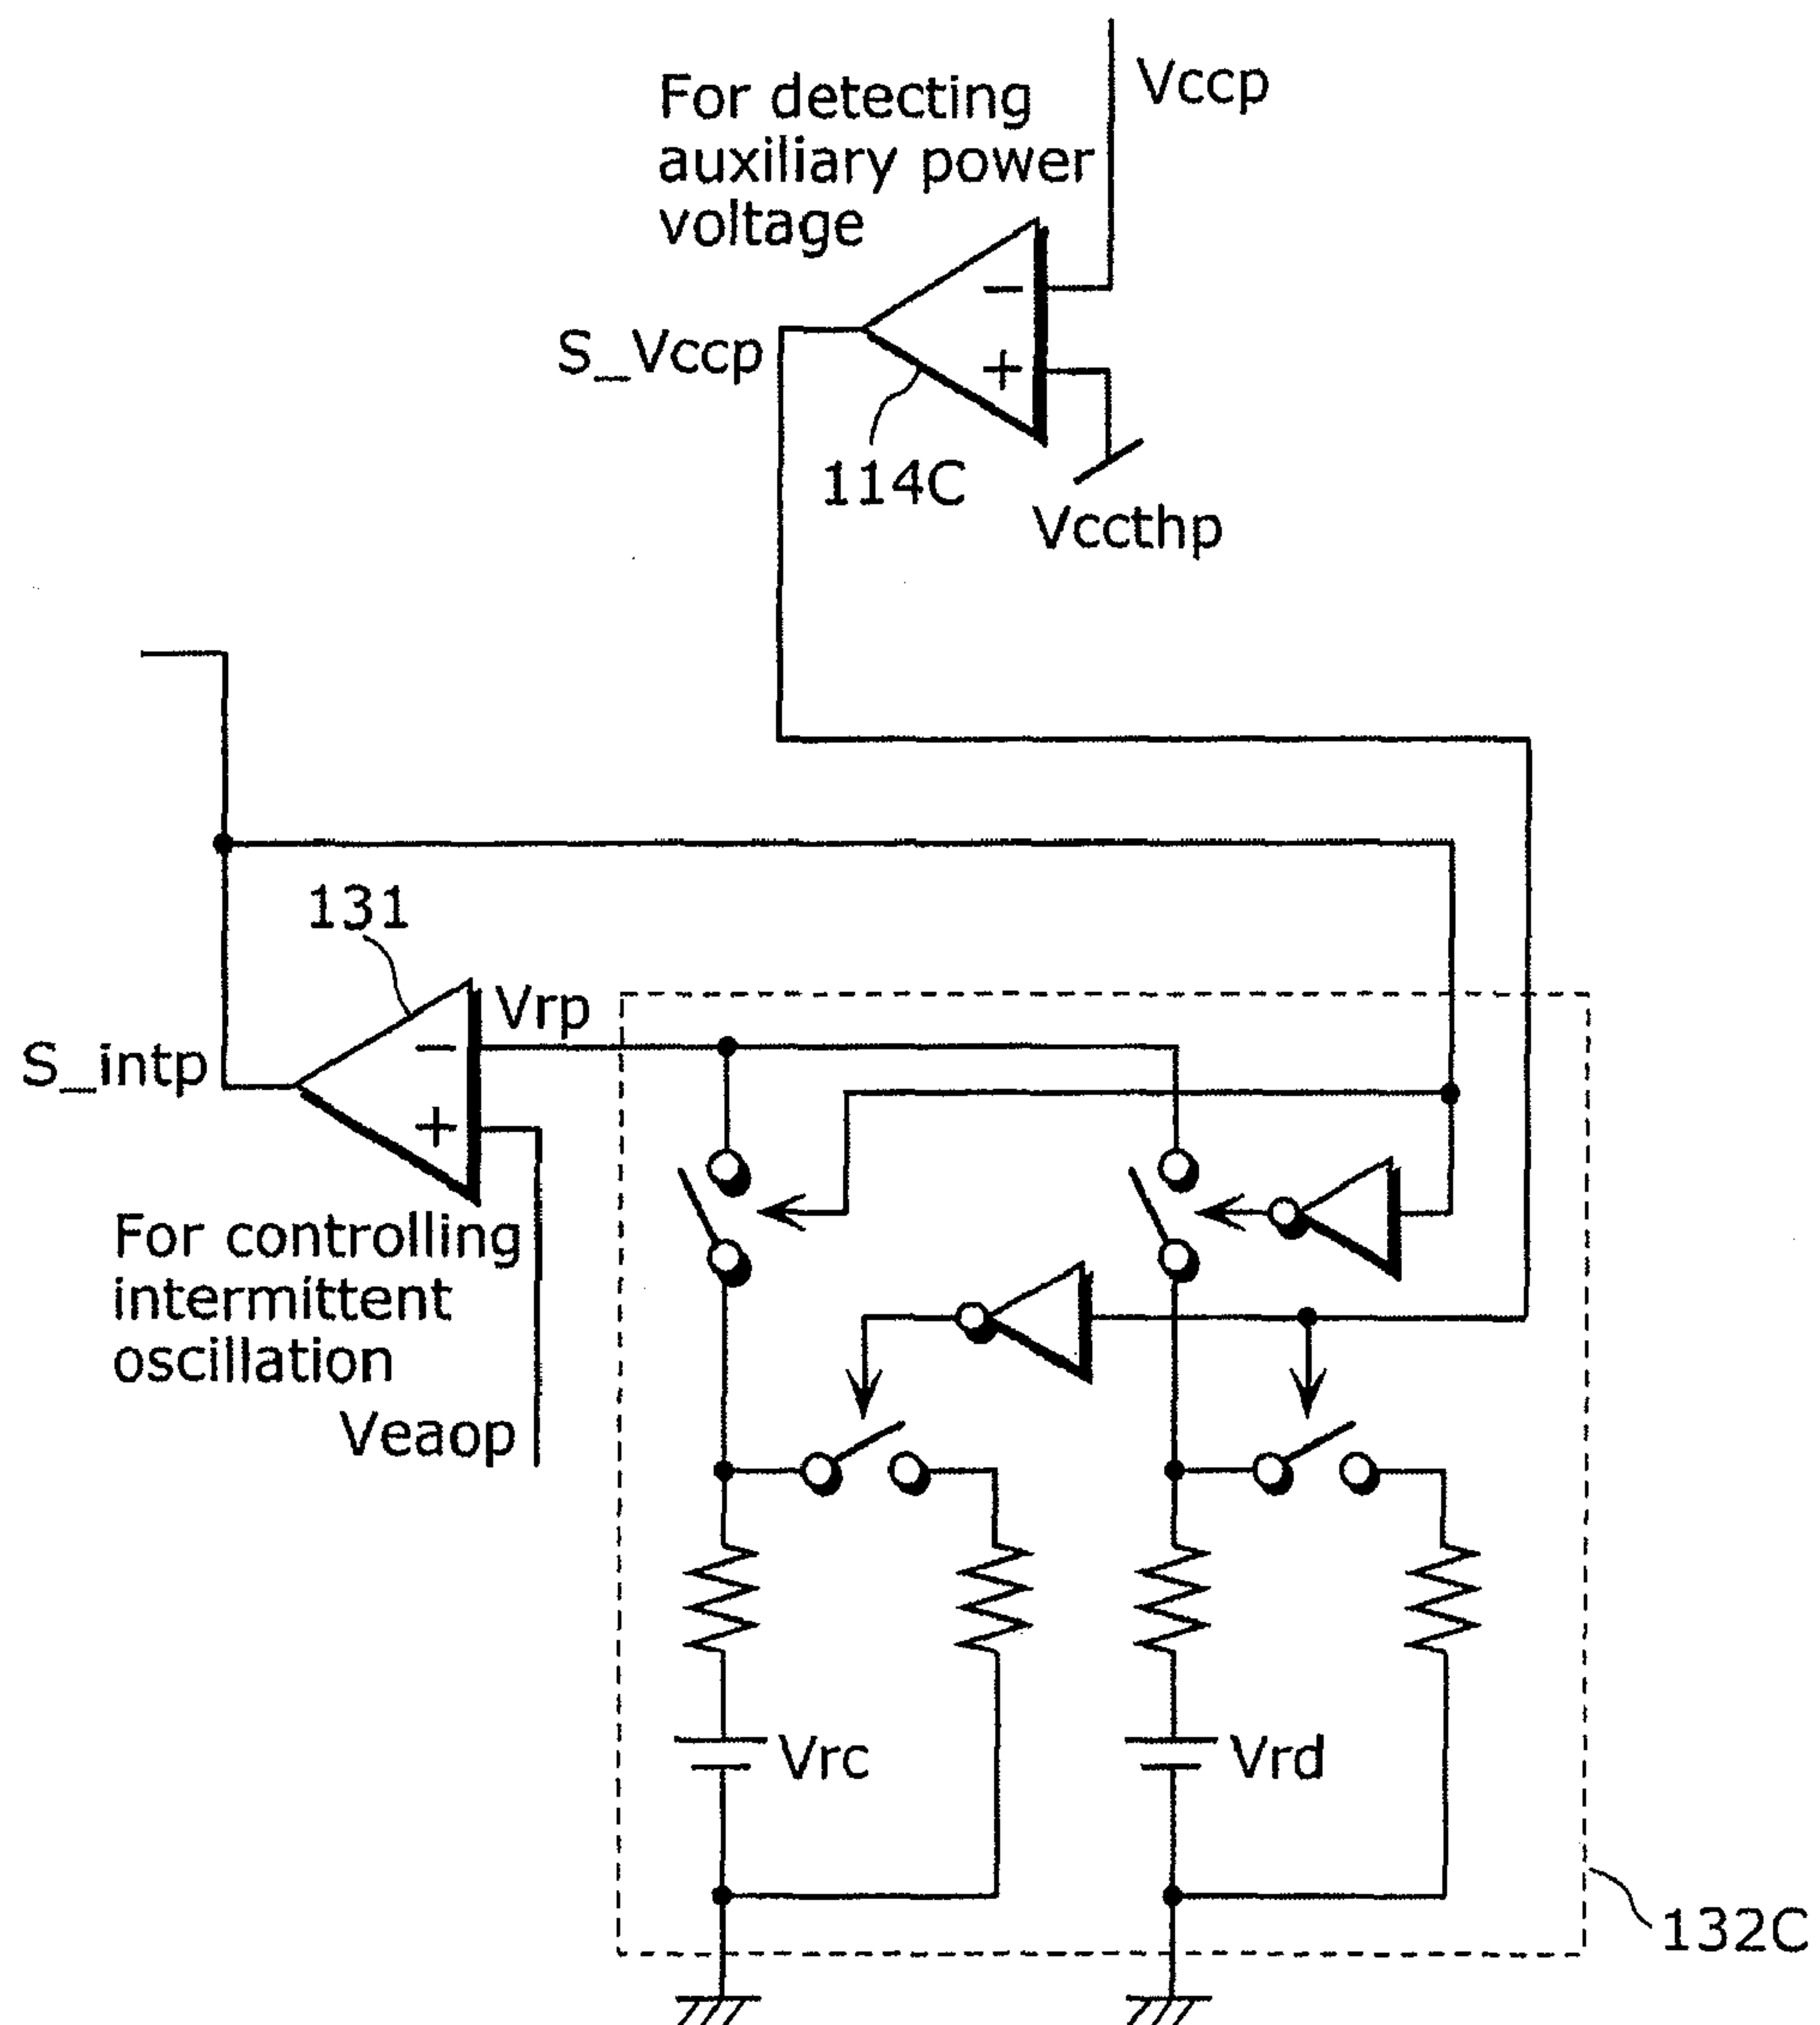 Vccp
For detecting
auxiliary power
voltage
−
+
S_Vccp
114C
Vccthp
131
Vrp
S_intp
−
+
For controlling
intermittent
oscillation
Veaop
Vrc
Vrd
132C